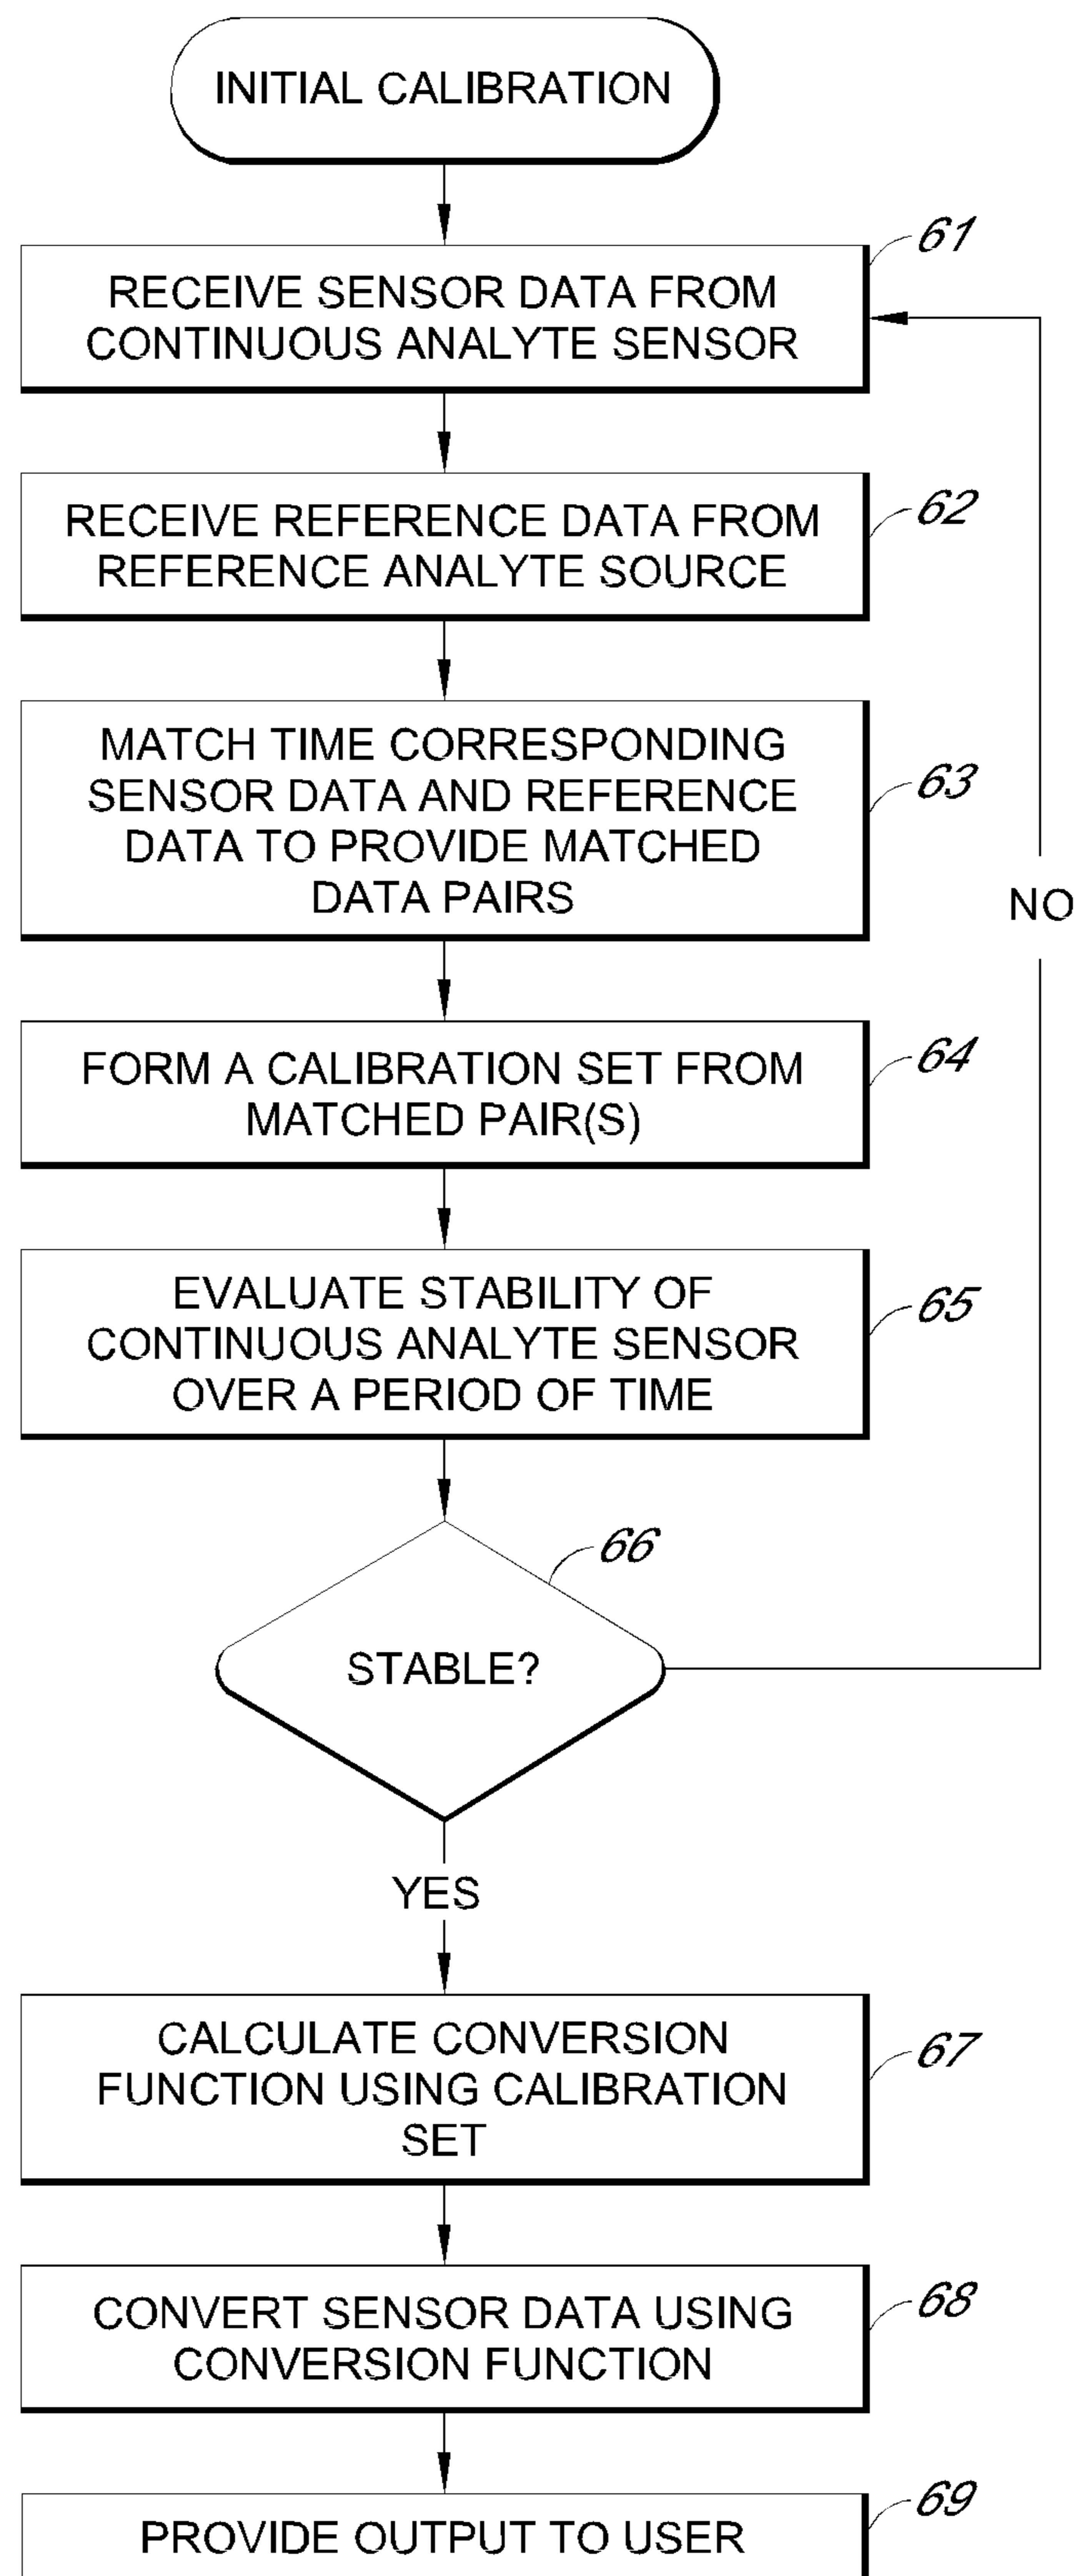 INITIAL CALIBRATION
61
RECEIVE SENSOR DATA FROM
CONTINUOUS ANALYTE SENSOR
62
RECEIVE REFERENCE DATA FROM
REFERENCE ANALYTE SOURCE
MATCH TIME CORRESPONDING
SENSOR DATA AND REFERENCE
DATA TO PROVIDE MATCHED
DATA PAIRS
63
NO
FORM A CALIBRATION SET FROM
MATCHED PAIR(S)
64
EVALUATE STABILITY OF
CONTINUOUS ANALYTE SENSOR
OVER A PERIOD OF TIME
65
66
STABLE?
YES
CALCULATE CONVERSION
FUNCTION USING CALIBRATION
SET
67
CONVERT SENSOR DATA USING
CONVERSION FUNCTION
68
69
PROVIDE OUTPUT TO USER